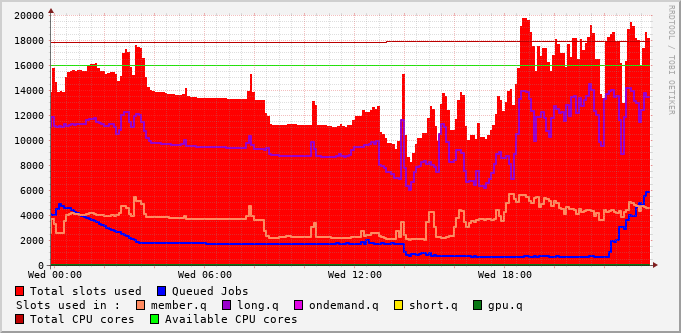 20000
18000
16000
14000
12000
10000
8000
6000
4000
2000
0
Wed 00:00 Wed 06:00 Wed 12:00 Wed 18:00
RRDTOOL / TOBI OETIKER
Total slots used Queued Jobs
Slots used in : member.q long.q ondemand.q short.q gpu.q
Total CPU cores Available CPU cores